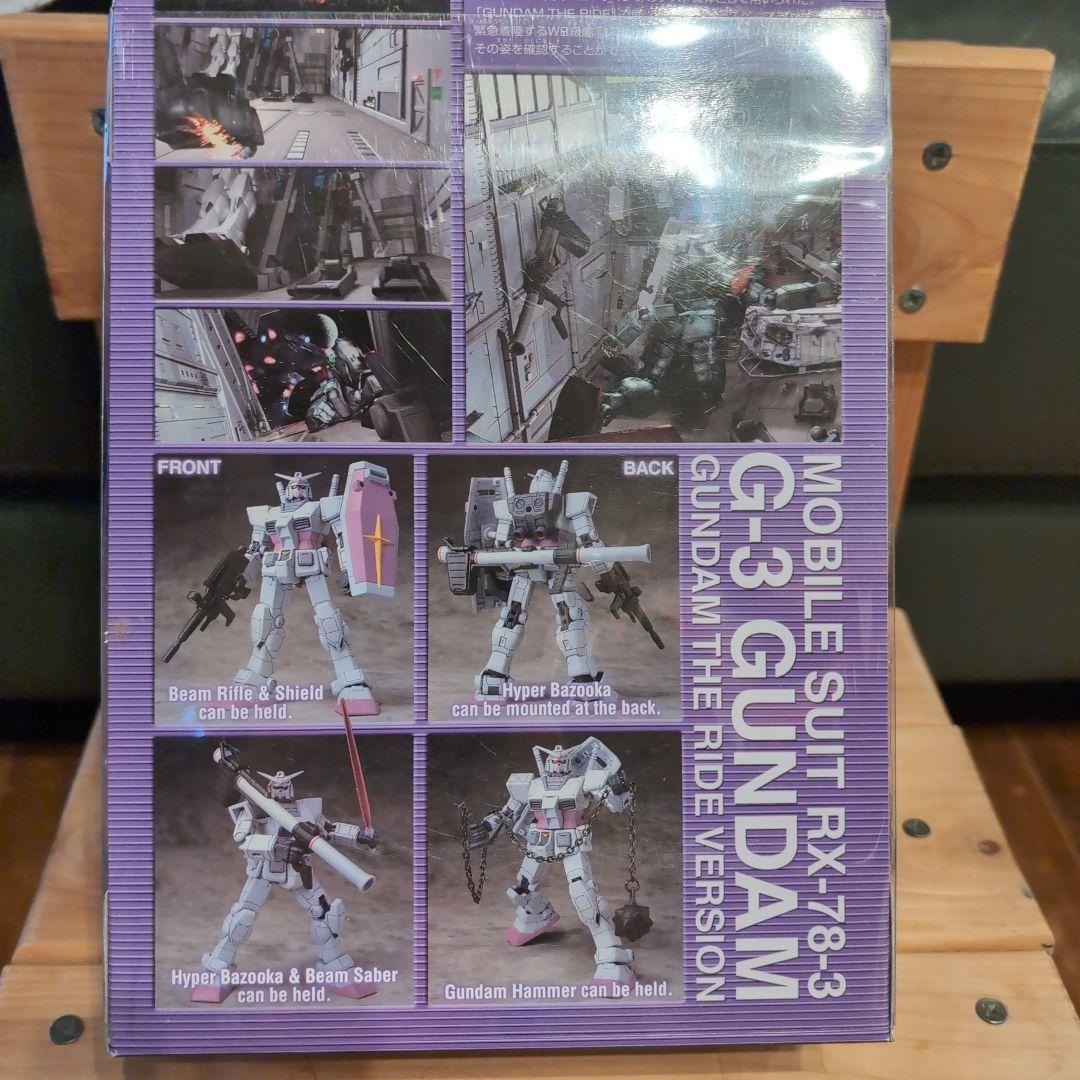 「GUNDAM THE RIDE」
緊急着陸するWB級艦
その姿を確認することがで
FRONT
BACK
Beam Rifle & Shield
can be held.
Hyper Bazooka
can be mounted at the back.
Hyper Bazooka & Beam Saber
can be held.
Gundam Hammer can be held.
MOBILE SUIT RX-78-3
G-3 GUNDAM
GUNDAM THE RIDE VERSION